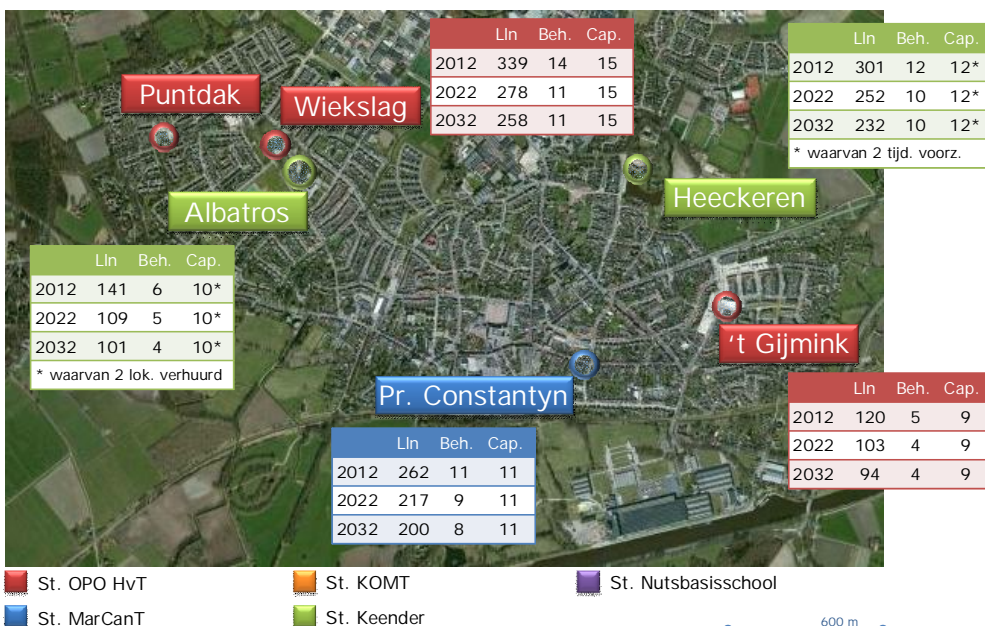 Lln Beh. Cap.
2012 339 14 15
2022 278 11 15
2032 258 11 15
Lln Beh. Cap.
2012 301 12 12*
2022 252 10 12*
2032 232 10 12*
* waarvan 2 tijd. voorz.
Puntdak
Wiekslag
Albatros
Heeckeren
Lln Beh. Cap.
2012 141 6 10*
2022 109 5 10*
2032 101 4 10*
* waarvan 2 lok. verhuurd
't Gijmink
Pr. Constantyn
Lln Beh. Cap.
2012 120 5 9
2022 103 4 9
2032 94 4 9
Lln Beh. Cap.
2012 262 11 11
2022 217 9 11
2032 200 8 11
St. OPO HvT
St. KOMT
St. Nutsbasisschool
St. MarCanT
St. Keender
600 m